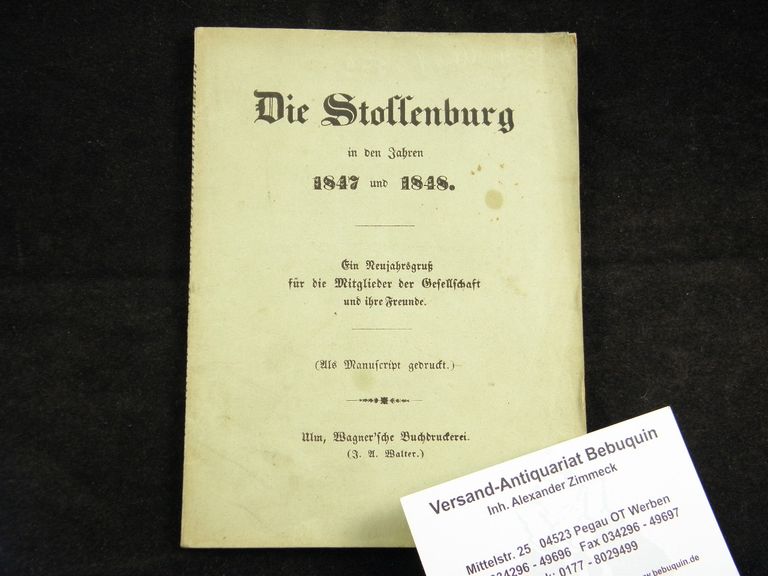 Die Stoſſenburg
in den Jahren
1847 und 1848.
Ein Neujahrsgruß
für die Mitglieder der Geſellſchaft
und ihre Freunde.
(Als Manuſcript gedruckt.)
Ulm, Wagner'ſche Buchdruckerei.
(J. A. Walter.)
Versand-Antiquariat Bebuquin
Inh. Alexander Zimmeck
Mittelstr. 25 04523 Pegau OT Werben
034296 - 49696 Fax 034296 - 49697
0177 - 8029499
.bebuquin.de